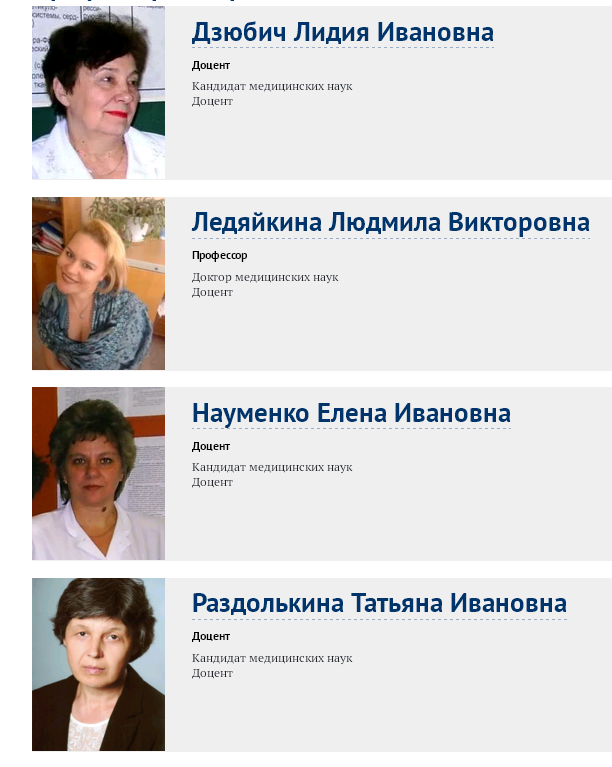 Дзюбич Лидия Ивановна
Доцент
Кандидат медицинских наук
Доцент
Ледяйкина Людмила Викторовна
Профессор
Доктор медицинских наук
Доцент
Науменко Елена Ивановна
Доцент
Кандидат медицинских наук
Доцент
Раздолькина Татьяна Ивановна
Доцент
Кандидат медицинских наук
Доцент